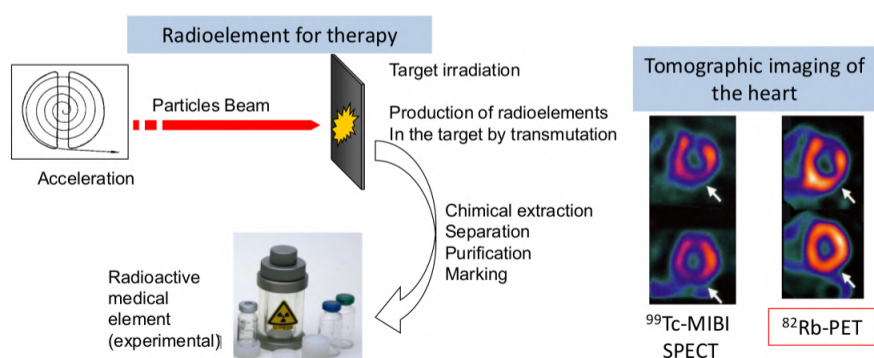 Radioelement for therapy
Acceleration
Particles Beam
Target irradiation
Production of radioelements
In the target by transmutation
Chimical extraction
Separation
Purification
Marking
Radioactive
medical
element
(experimental)
Tomographic imaging of
the heart
⁹⁹Tc-MIBI
SPECT
⁸²Rb-PET